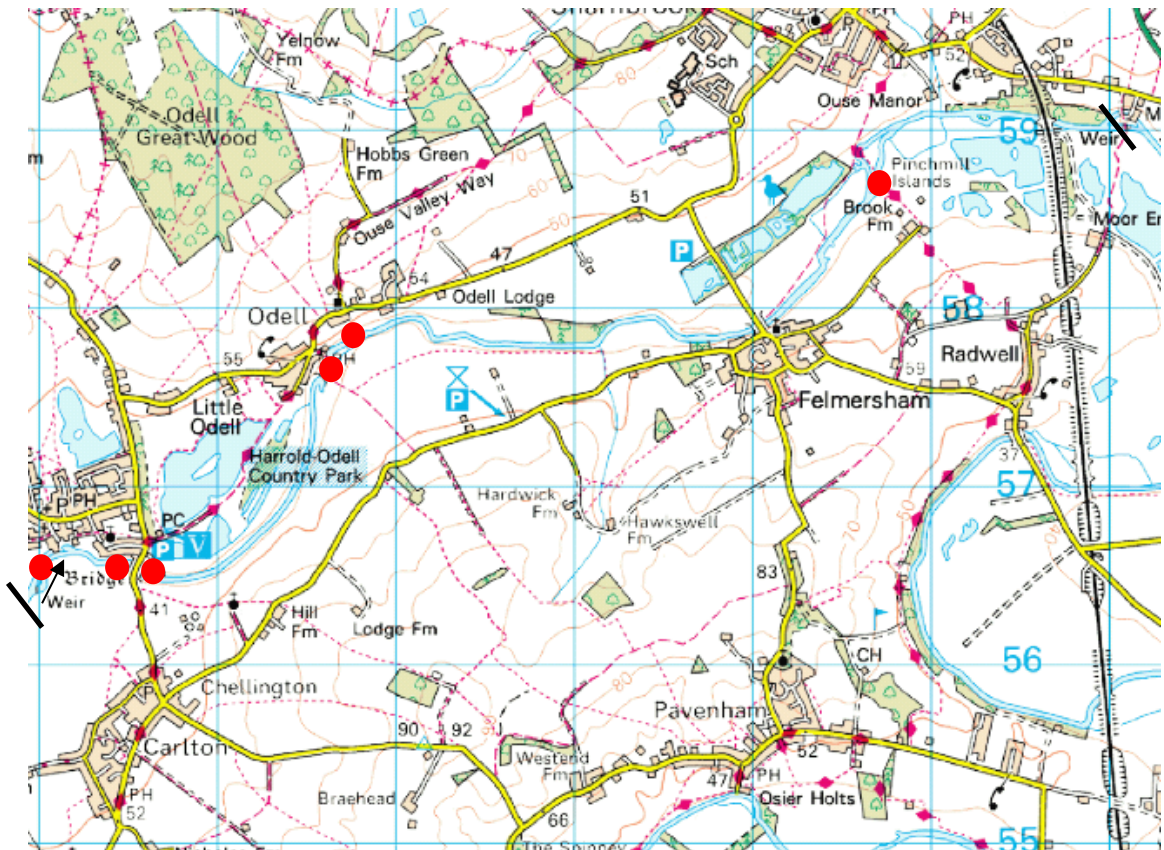 Yelnow
Fm
PH
52
Sch
P
PH
Ouse Manor
Odell
Great Wood
59
Weir
M
Hobbs Green
Fm
80
70
60
50
Pinchmill
Islands
m
Ouse Valley Way
51
Brook
Fm
Moor En
P
47
54
Odell Lodge
58
Odell
PH
55
Radwell
59
P
Little
Odell
Felmersham
Harrold-Odell
Country Park
37
57
P
PH
Hardwick
Fm
Hawkswell
Fm
70
PC
P
i
V
Bridge
Weir
41
Hill
Fm
Lodge Fm
83
56
CH
P
Chellington
80
Pavenham
Carlton
90
92
Westend
Fm
52
47
PH
Osier Holts
Braehead
PH
52
66
The Spinney
55